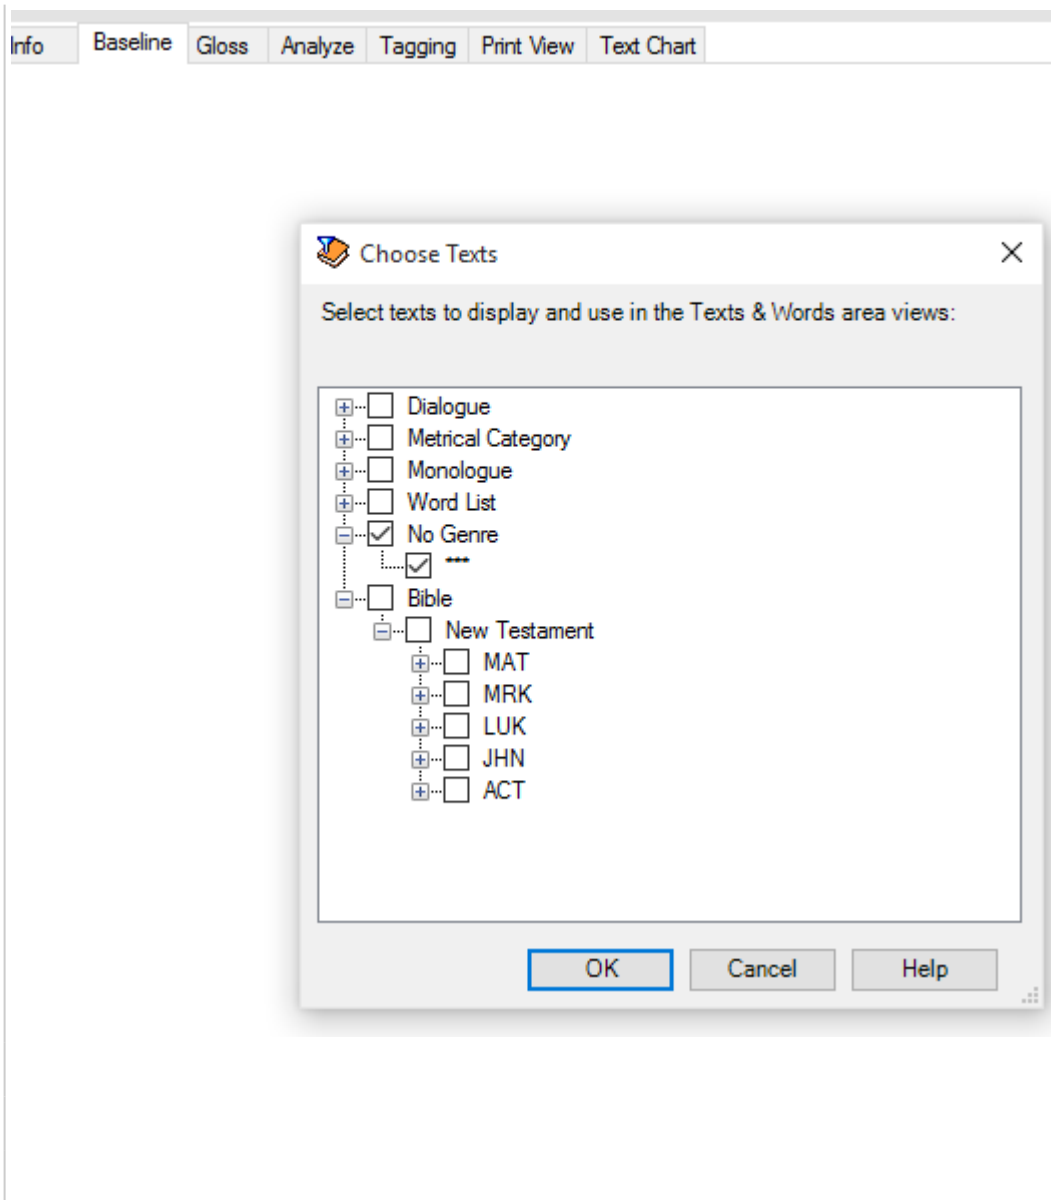 Info Baseline Gloss Analyze Tagging Print View Text Chart
Choose Texts
Select texts to display and use in the Texts & Words area views:
Dialogue
Metrical Category
Monologue
Word List
No Genre
***
Bible
New Testament
MAT
MRK
LUK
JHN
ACT
OK Cancel Help